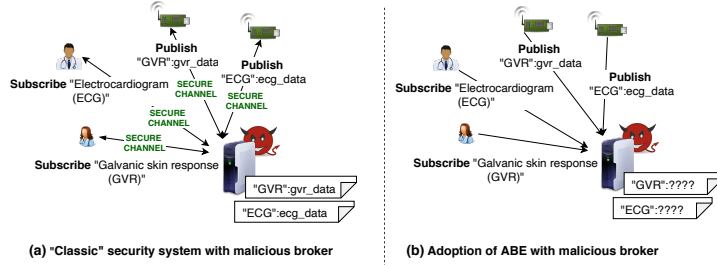 Publish
"GVR":gvr_data
Publish
"ECG":ecg_data
Subscribe "Electrocardiogram
(ECG)"
SECURE
CHANNEL
SECURE
CHANNEL
SECURE
CHANNEL
SECURE
CHANNEL
Subscribe "Galvanic skin response
(GVR)"
"GVR":gvr_data
"ECG":ecg_data
(a) "Classic" security system with malicious broker
Publish
"GVR":gvr_data
Publish
"ECG":ecg_data
Subscribe "Electrocardiogram
(ECG)"
Subscribe "Galvanic skin response
(GVR)"
"GVR":????
"ECG":????
(b) Adoption of ABE with malicious broker